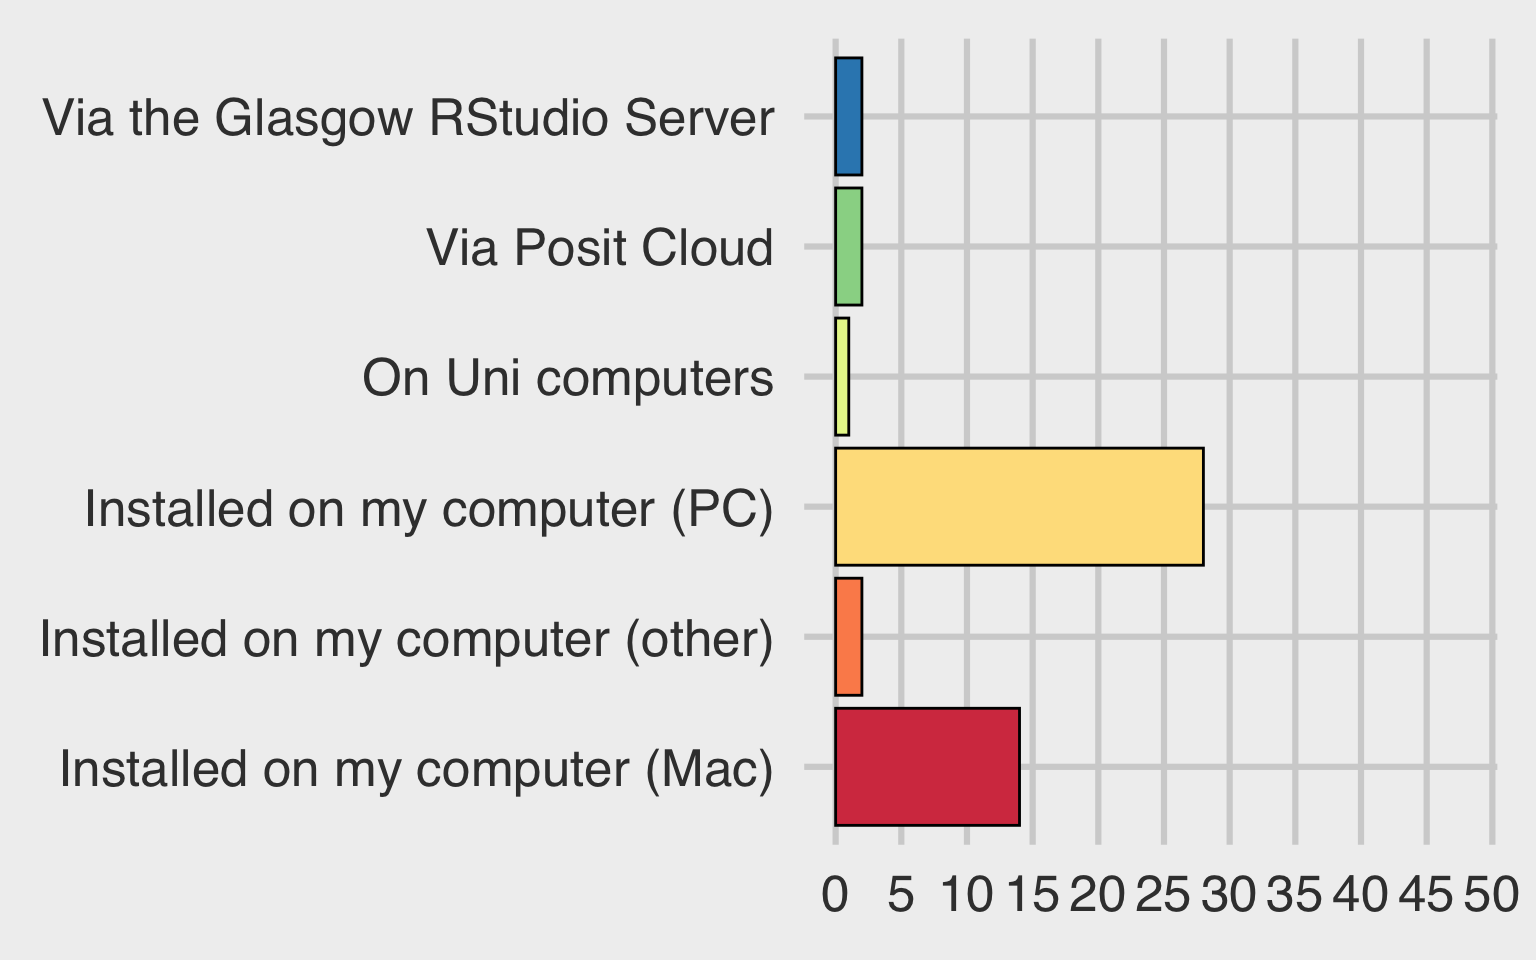 Via the Glasgow RStudio Server
Via Posit Cloud
On Uni computers
Installed on my computer (PC)
Installed on my computer (other)
Installed on my computer (Mac)
0 5 10 15 20 25 30 35 40 45 50